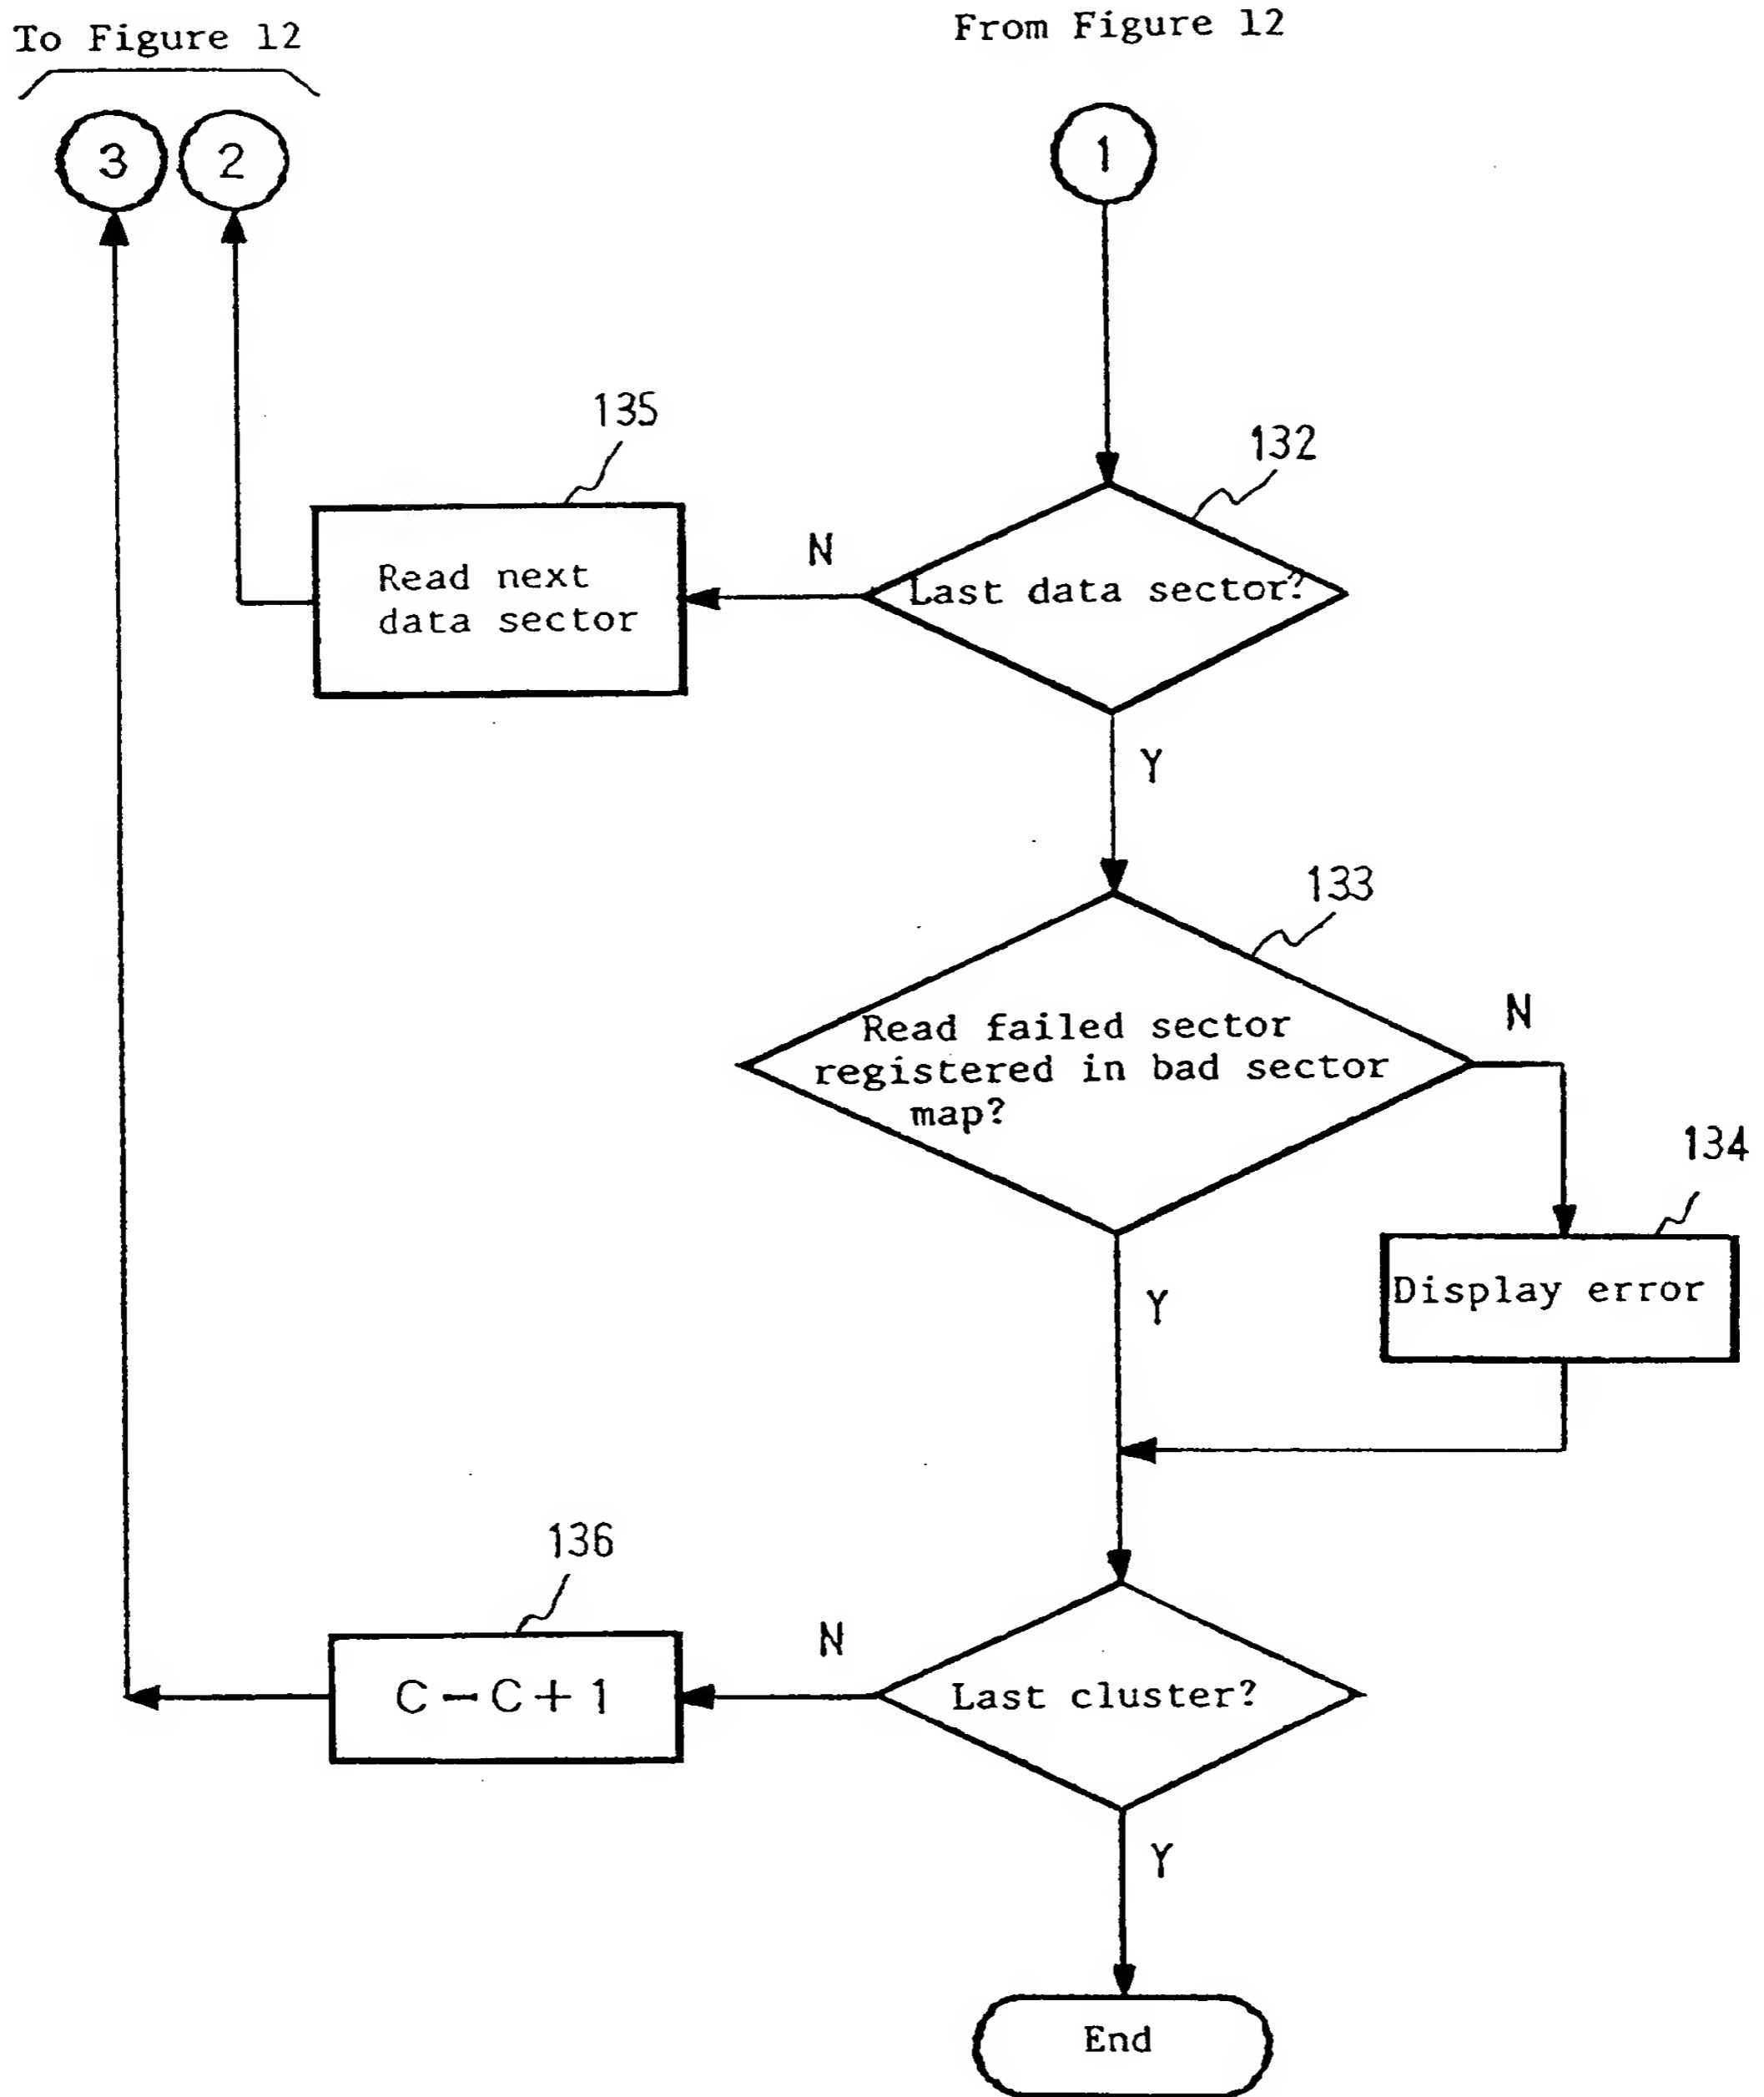 To Figure 12
From Figure 12
3
2
1
135
132
N
Read next
data sector
Last data sector?
Y
133
Read failed sector
registered in bad sector
map?
N
134
Display error
Y
136
N
C−C+1
Last cluster?
Y
End